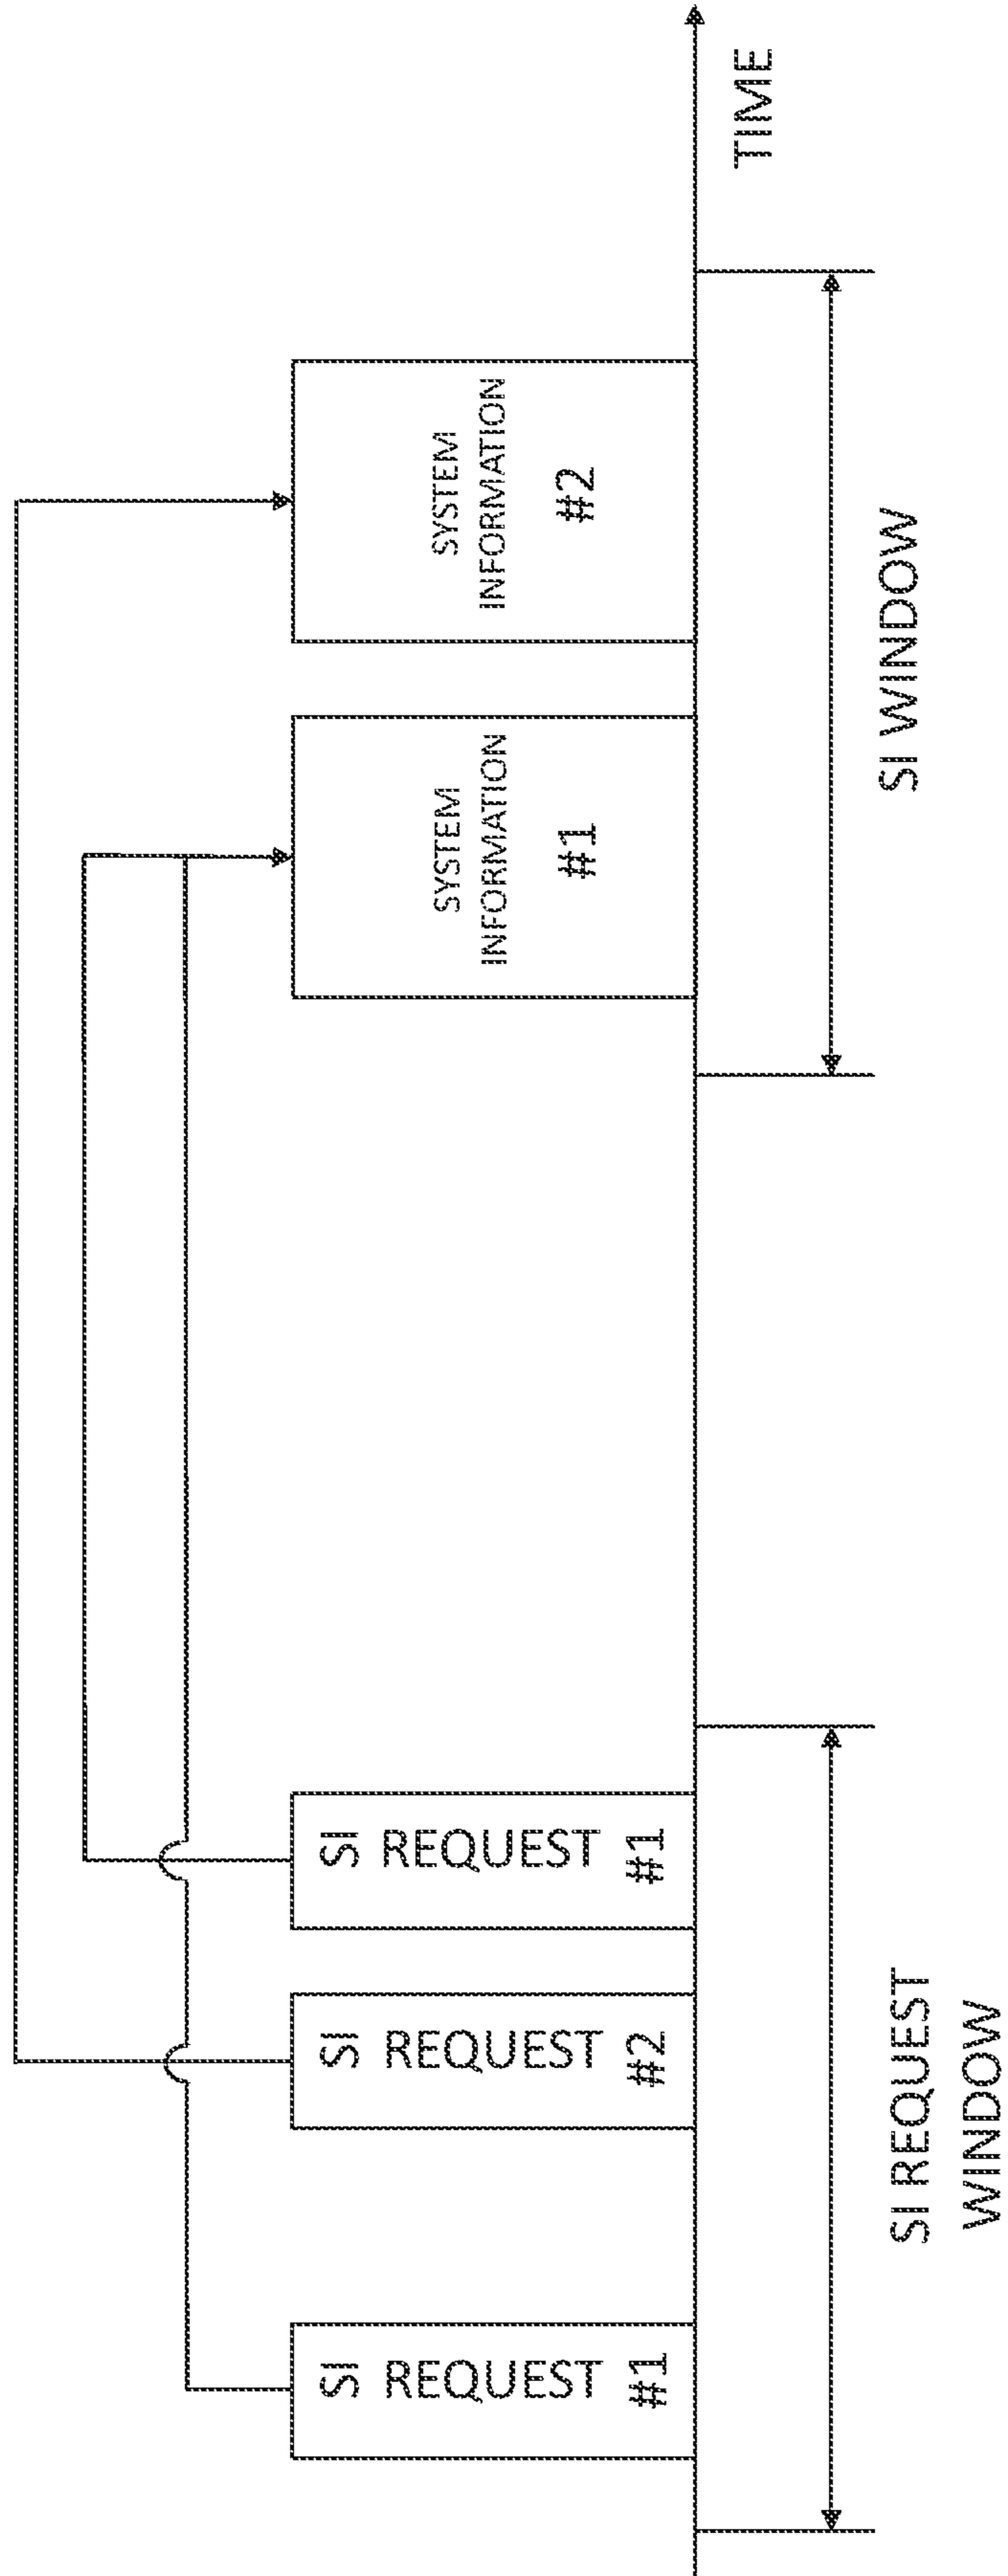 SI REQUEST
#1
SI REQUEST
#2
SI REQUEST
#1
SYSTEM
INFORMATION
#1
SYSTEM
INFORMATION
#2
TIME
SI REQUEST
WINDOW
SI WINDOW